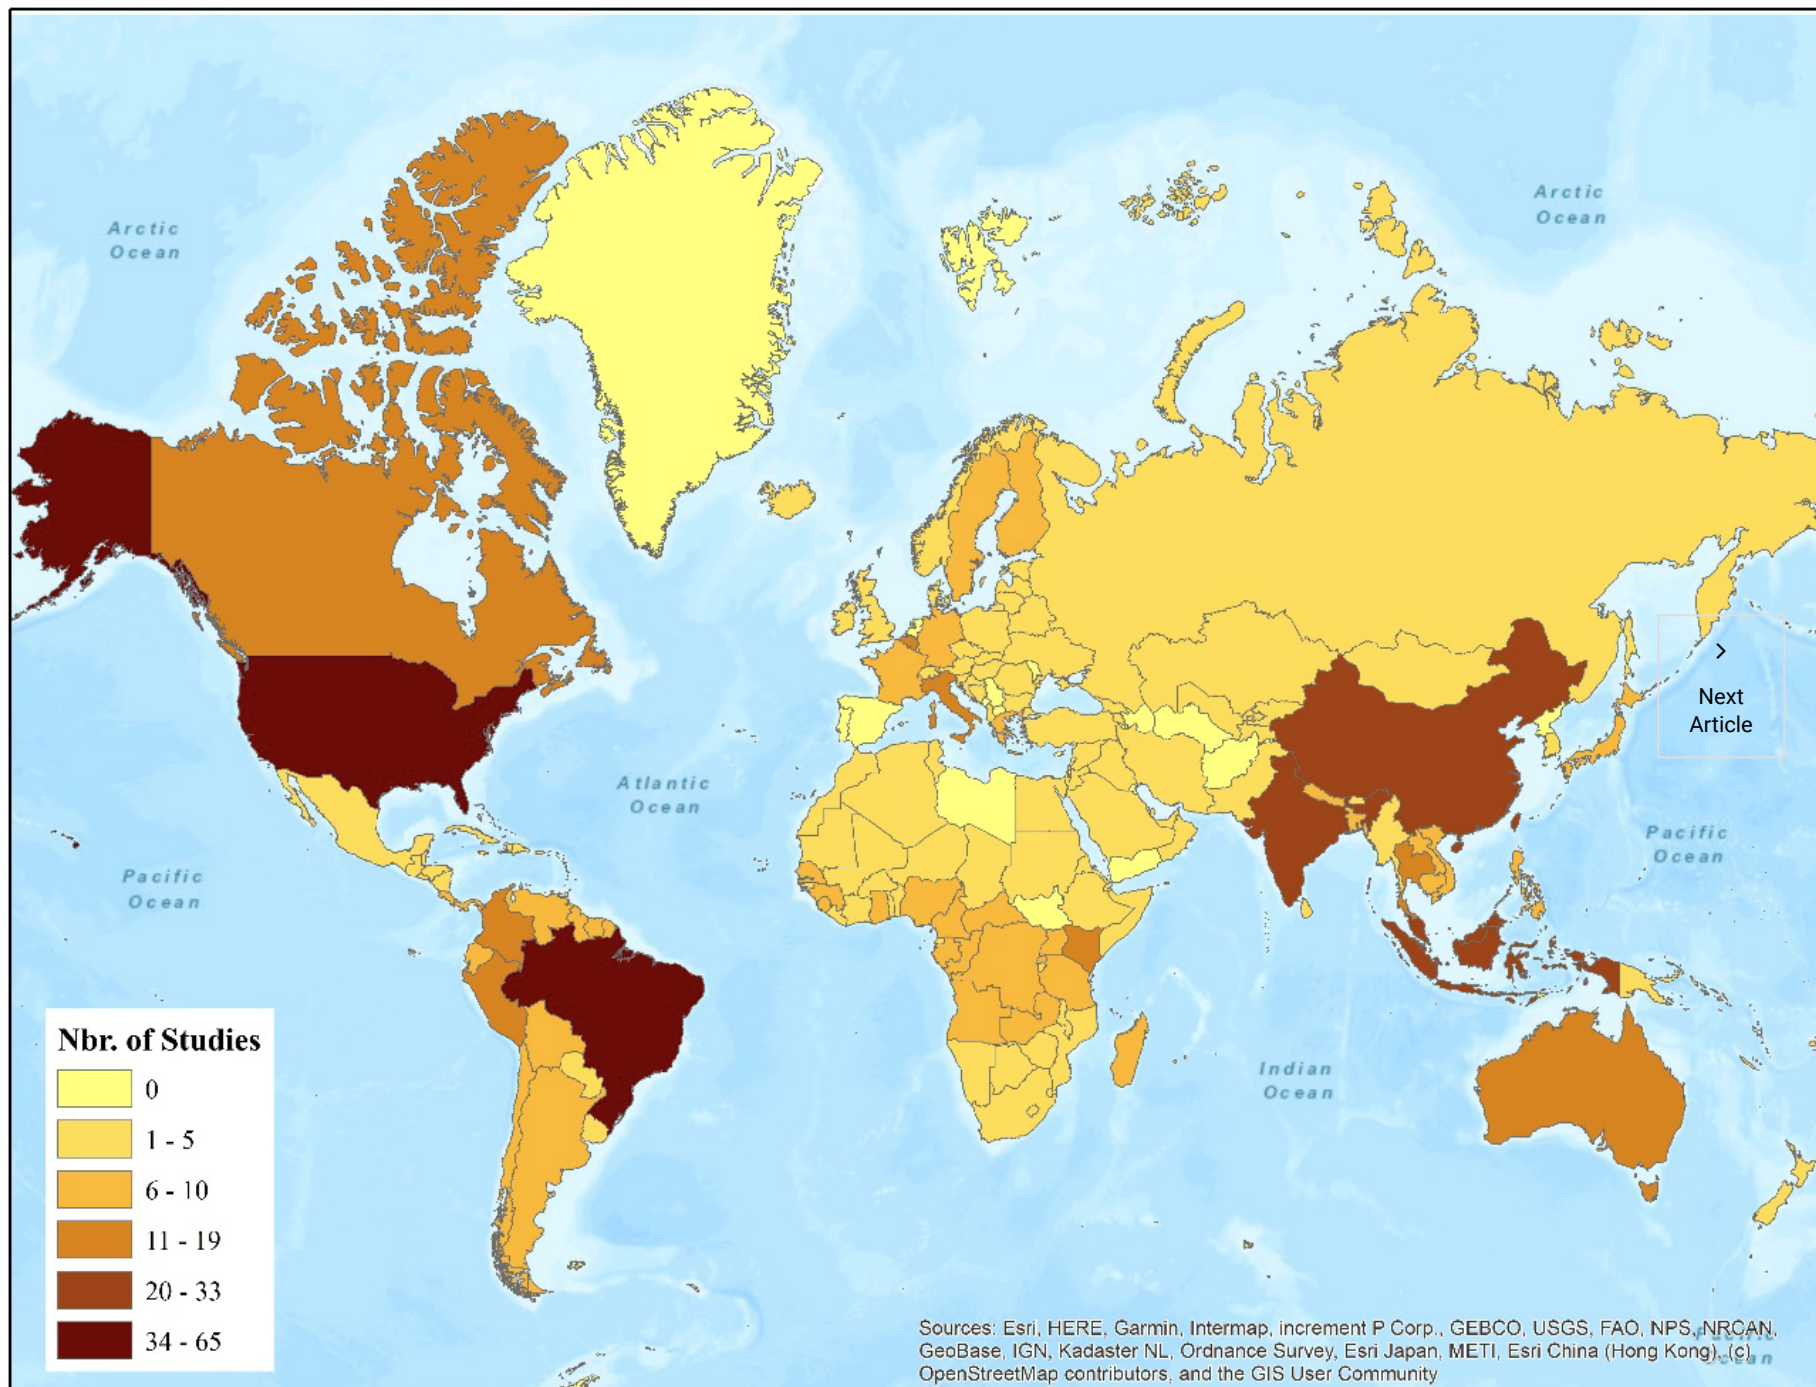 Arctic
Ocean
Arctic
Ocean
>
Next
Article
Atlantic
Ocean
Pacific
Ocean
Pacific
Ocean
Indian
Ocean
Nbr. of Studies
0
1 - 5
6 - 10
11 - 19
20 - 33
34 - 65
Sources: Esri, HERE, Garmin, Intermap, increment P Corp., GEBCO, USGS, FAO, NPS, NRCAN,
GeoBase, IGN, Kadaster NL, Ordnance Survey, Esri Japan, METI, Esri China (Hong Kong), (c)
OpenStreetMap contributors, and the GIS User Community
Pacific
Ocean